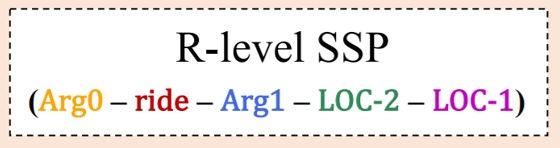 R-level SSP
(Arg0 – ride – Arg1 – LOC-2 – LOC-1)